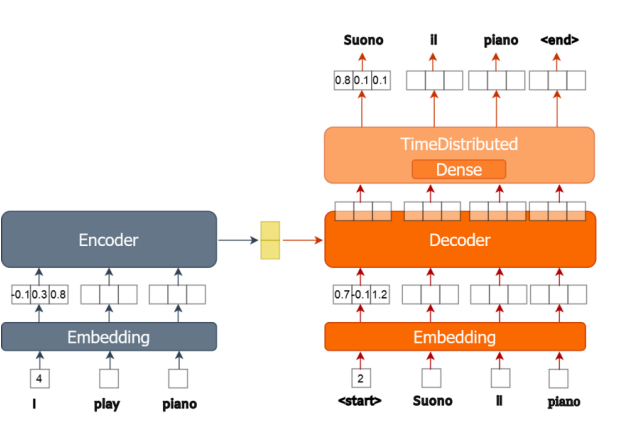 Suono il piano <end>
0.8 0.1 0.1
TimeDistributed
Dense
Encoder
Decoder
-0.1 0.3 0.8
0.7 -0.1 1.2
Embedding
Embedding
4
2
I play piano
<start> Suono Il piano